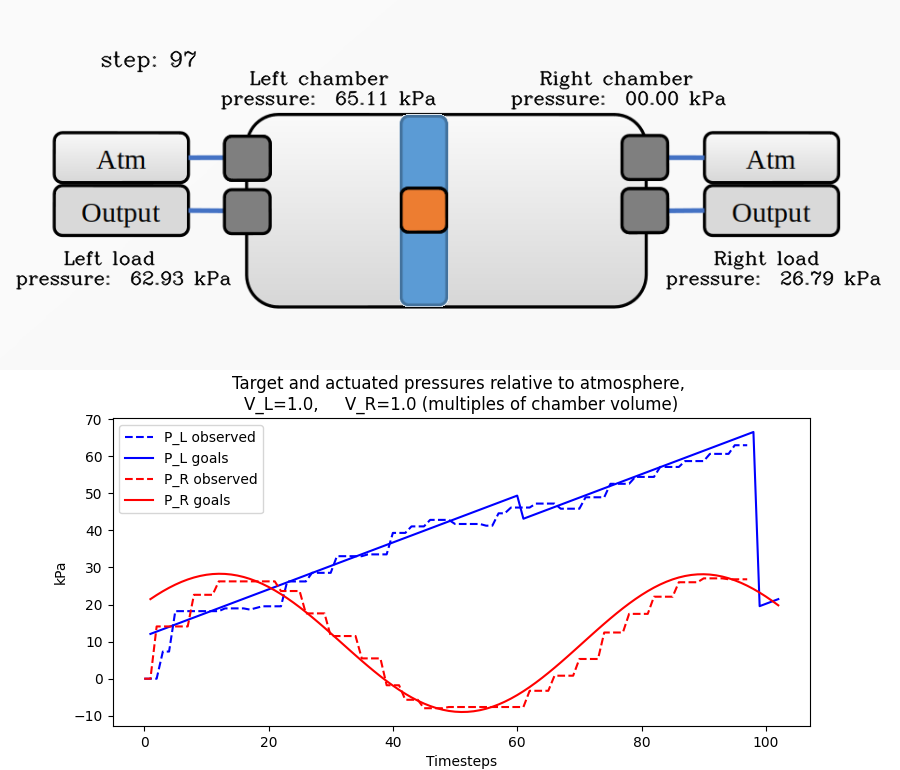 step: 97
Left chamber
pressure: 65.11 kPa
Right chamber
pressure: 00.00 kPa
Atm
Output
Atm
Output
Left load
pressure: 62.93 kPa
Right load
pressure: 26.79 kPa
Target and actuated pressures relative to atmosphere,
V_L=1.0, V_R=1.0 (multiples of chamber volume)
P_L observed
P_L goals
P_R observed
P_R goals
kPa
70
60
50
40
30
20
10
0
−10
0 20 40 60 80 100
Timesteps